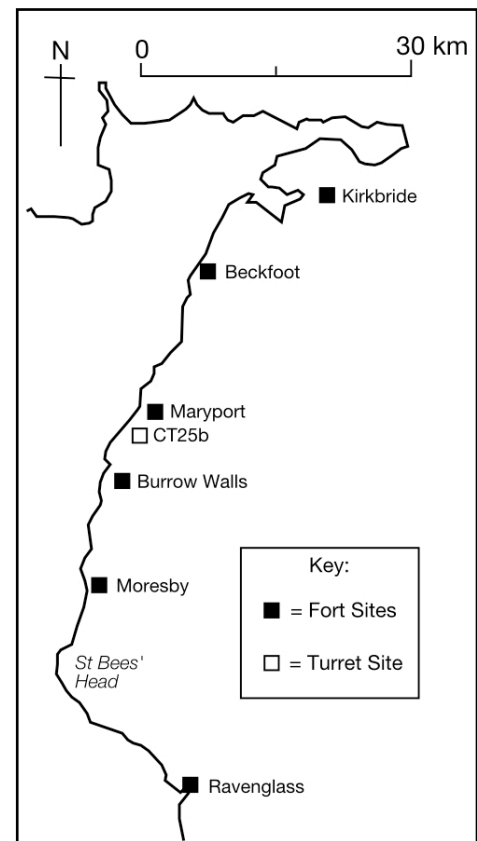 N
0
30 km
Kirkbride
Beckfoot
Maryport
CT25b
Burrow Walls
Moresby
Key:
= Fort Sites
= Turret Site
St Bees'
Head
Ravenglass